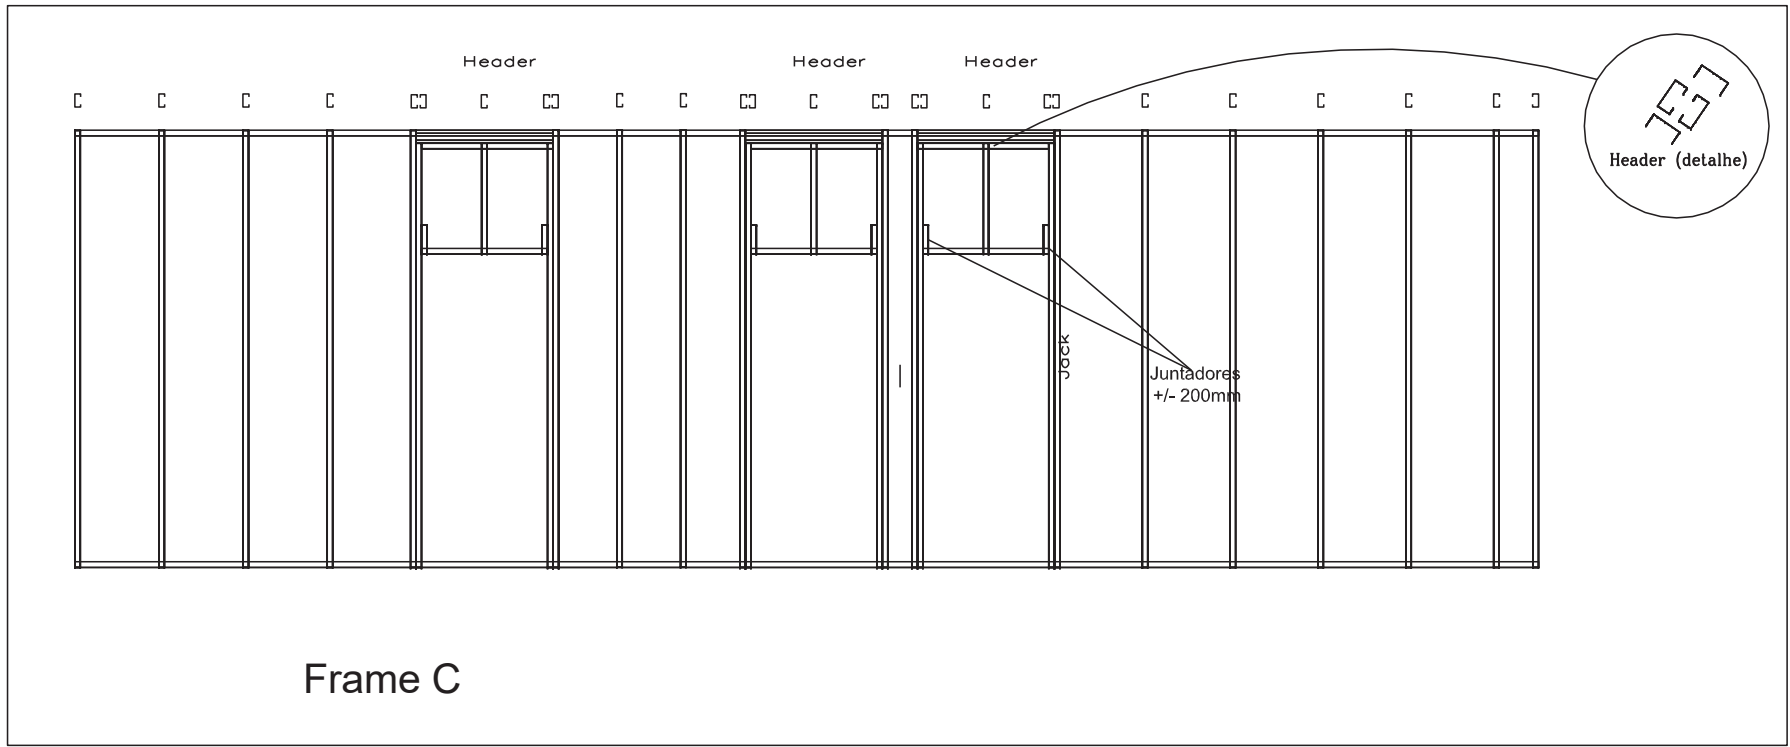 Header
Header
Header
Header (detalhe)
Jack
Juntadores
+/- 200mm
Frame C